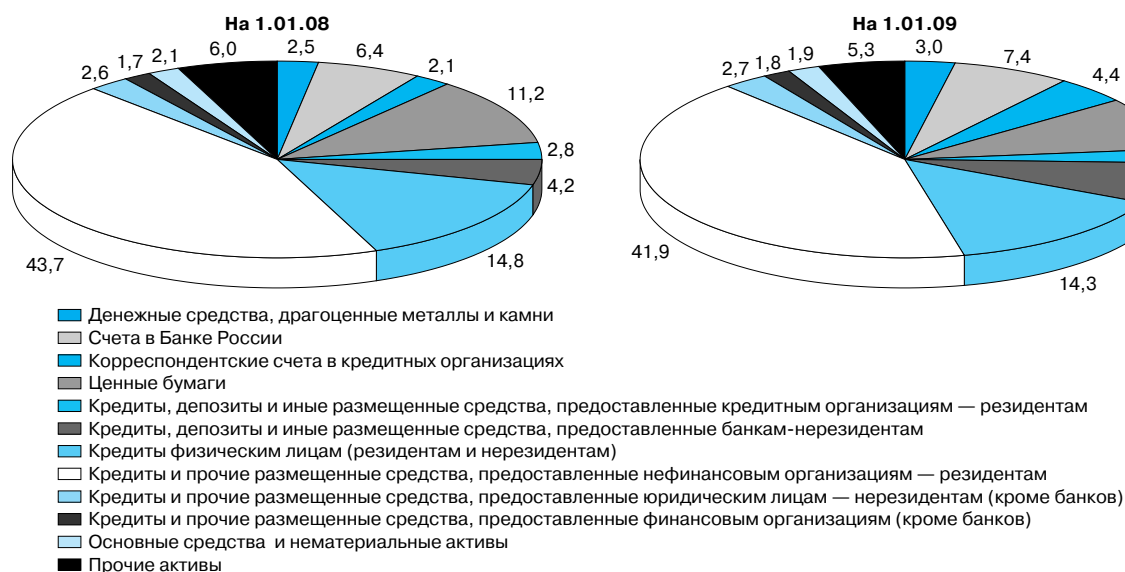 На 1.01.08
На 1.01.09
2,6
1,7
2,1
6,0
2,5
6,4
2,1
11,2
2,8
4,2
14,8
43,7
2,7
1,8
1,9
5,3
3,0
7,4
4,4
14,3
41,9
Денежные средства, драгоценные металлы и камни
Счета в Банке России
Корреспондентские счета в кредитных организациях
Ценные бумаги
Кредиты, депозиты и иные размещенные средства, предоставленные кредитным организациям — резидентам
Кредиты, депозиты и иные размещенные средства, предоставленные банкам-нерезидентам
Кредиты физическим лицам (резидентам и нерезидентам)
Кредиты и прочие размещенные средства, предоставленные нефинансовым организациям — резидентам
Кредиты и прочие размещенные средства, предоставленные юридическим лицам — нерезидентам (кроме банков)
Кредиты и прочие размещенные средства, предоставленные финансовым организациям (кроме банков)
Основные средства и нематериальные активы
Прочие активы